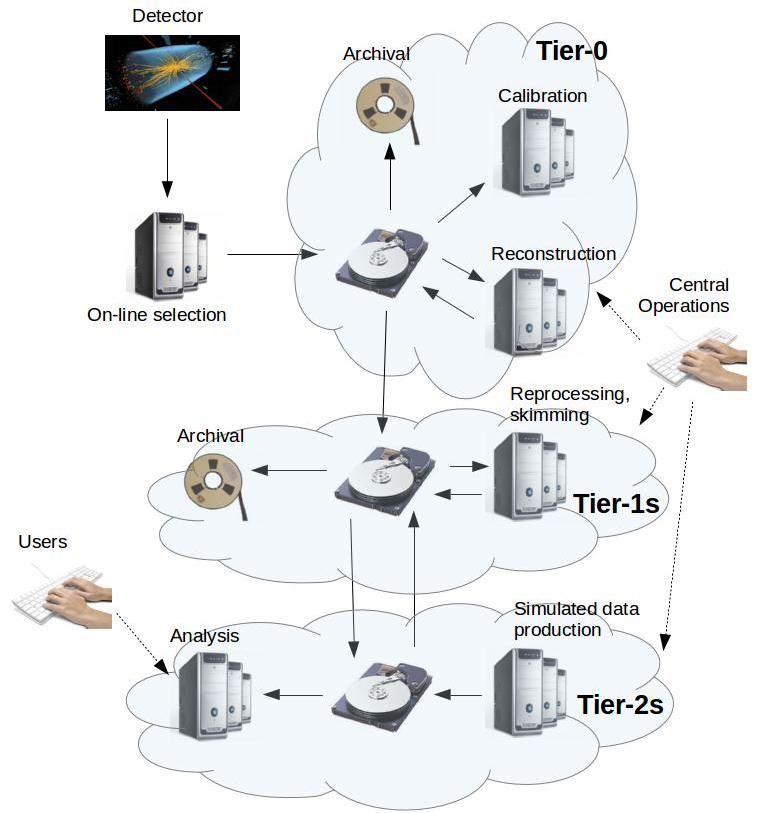 Detector
Archival
Tier-0
Calibration
On-line selection
Reconstruction
Central
Operations
Reprocessing,
skimming
Archival
Tier-1s
Users
Simulated data
production
Analysis
Tier-2s